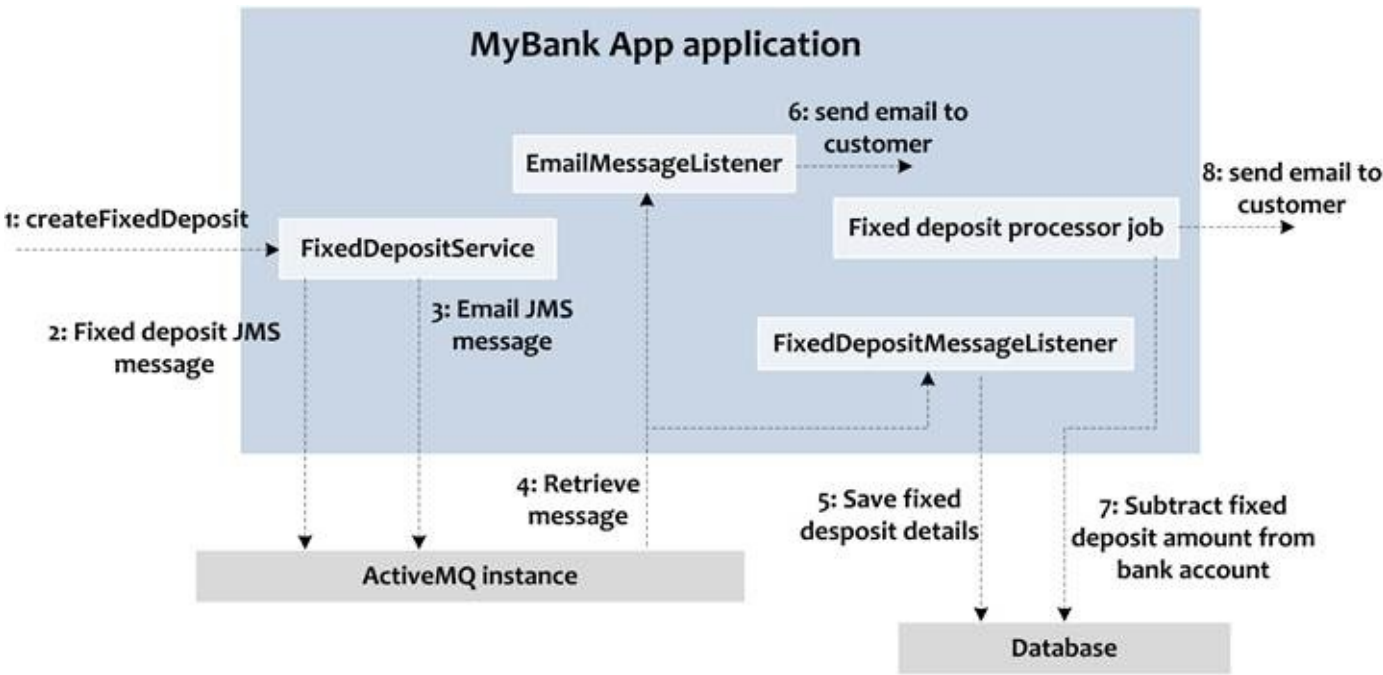 MyBank App application
6: send email to
customer
EmailMessageListener
8: send email to
customer
1: createFixedDeposit
Fixed deposit processor job
FixedDepositService
3: Email JMS
message
2: Fixed deposit JMS
message
FixedDepositMessageListener
4: Retrieve
message
5: Save fixed
desposit details
7: Subtract fixed
deposit amount from
bank account
ActiveMQ instance
Database